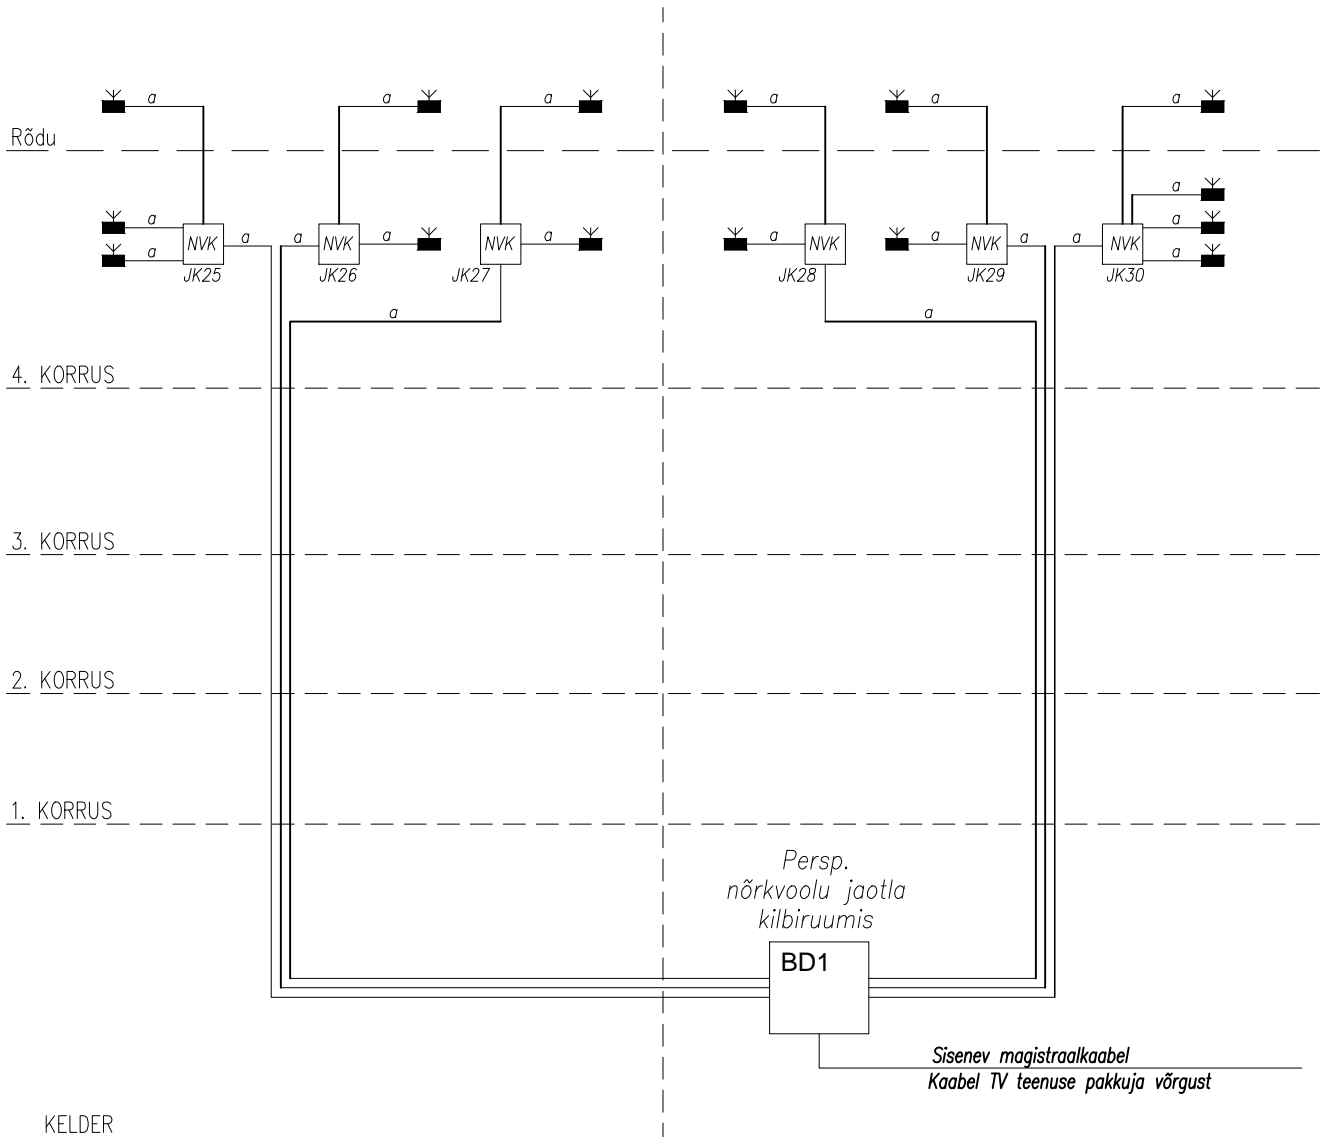 a a a a a a
Rõdu
a a
a NVK a NVK a NVK a a NVK a NVK a a NVK a
a a
JK25 JK26 JK27 JK28 JK29 JK30
a a
4. KORRUS
3. KORRUS
2. KORRUS
1. KORRUS
Persp.
nõrkvoolu jaotla
kilbiruumis
BD1
Sisenev magistraalkaabel
Kaabel TV teenuse pakkuja võrgust
KELDER